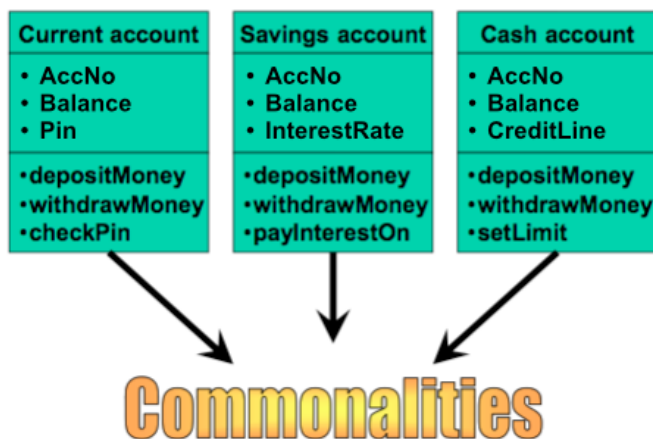 Current account
• AccNo
• Balance
• Pin
•depositMoney
•withdrawMoney
•checkPin
Savings account
• AccNo
• Balance
• InterestRate
•depositMoney
•withdrawMoney
•payInterestOn
Cash account
• AccNo
• Balance
• CreditLine
•depositMoney
•withdrawMoney
•setLimit
Commonalities